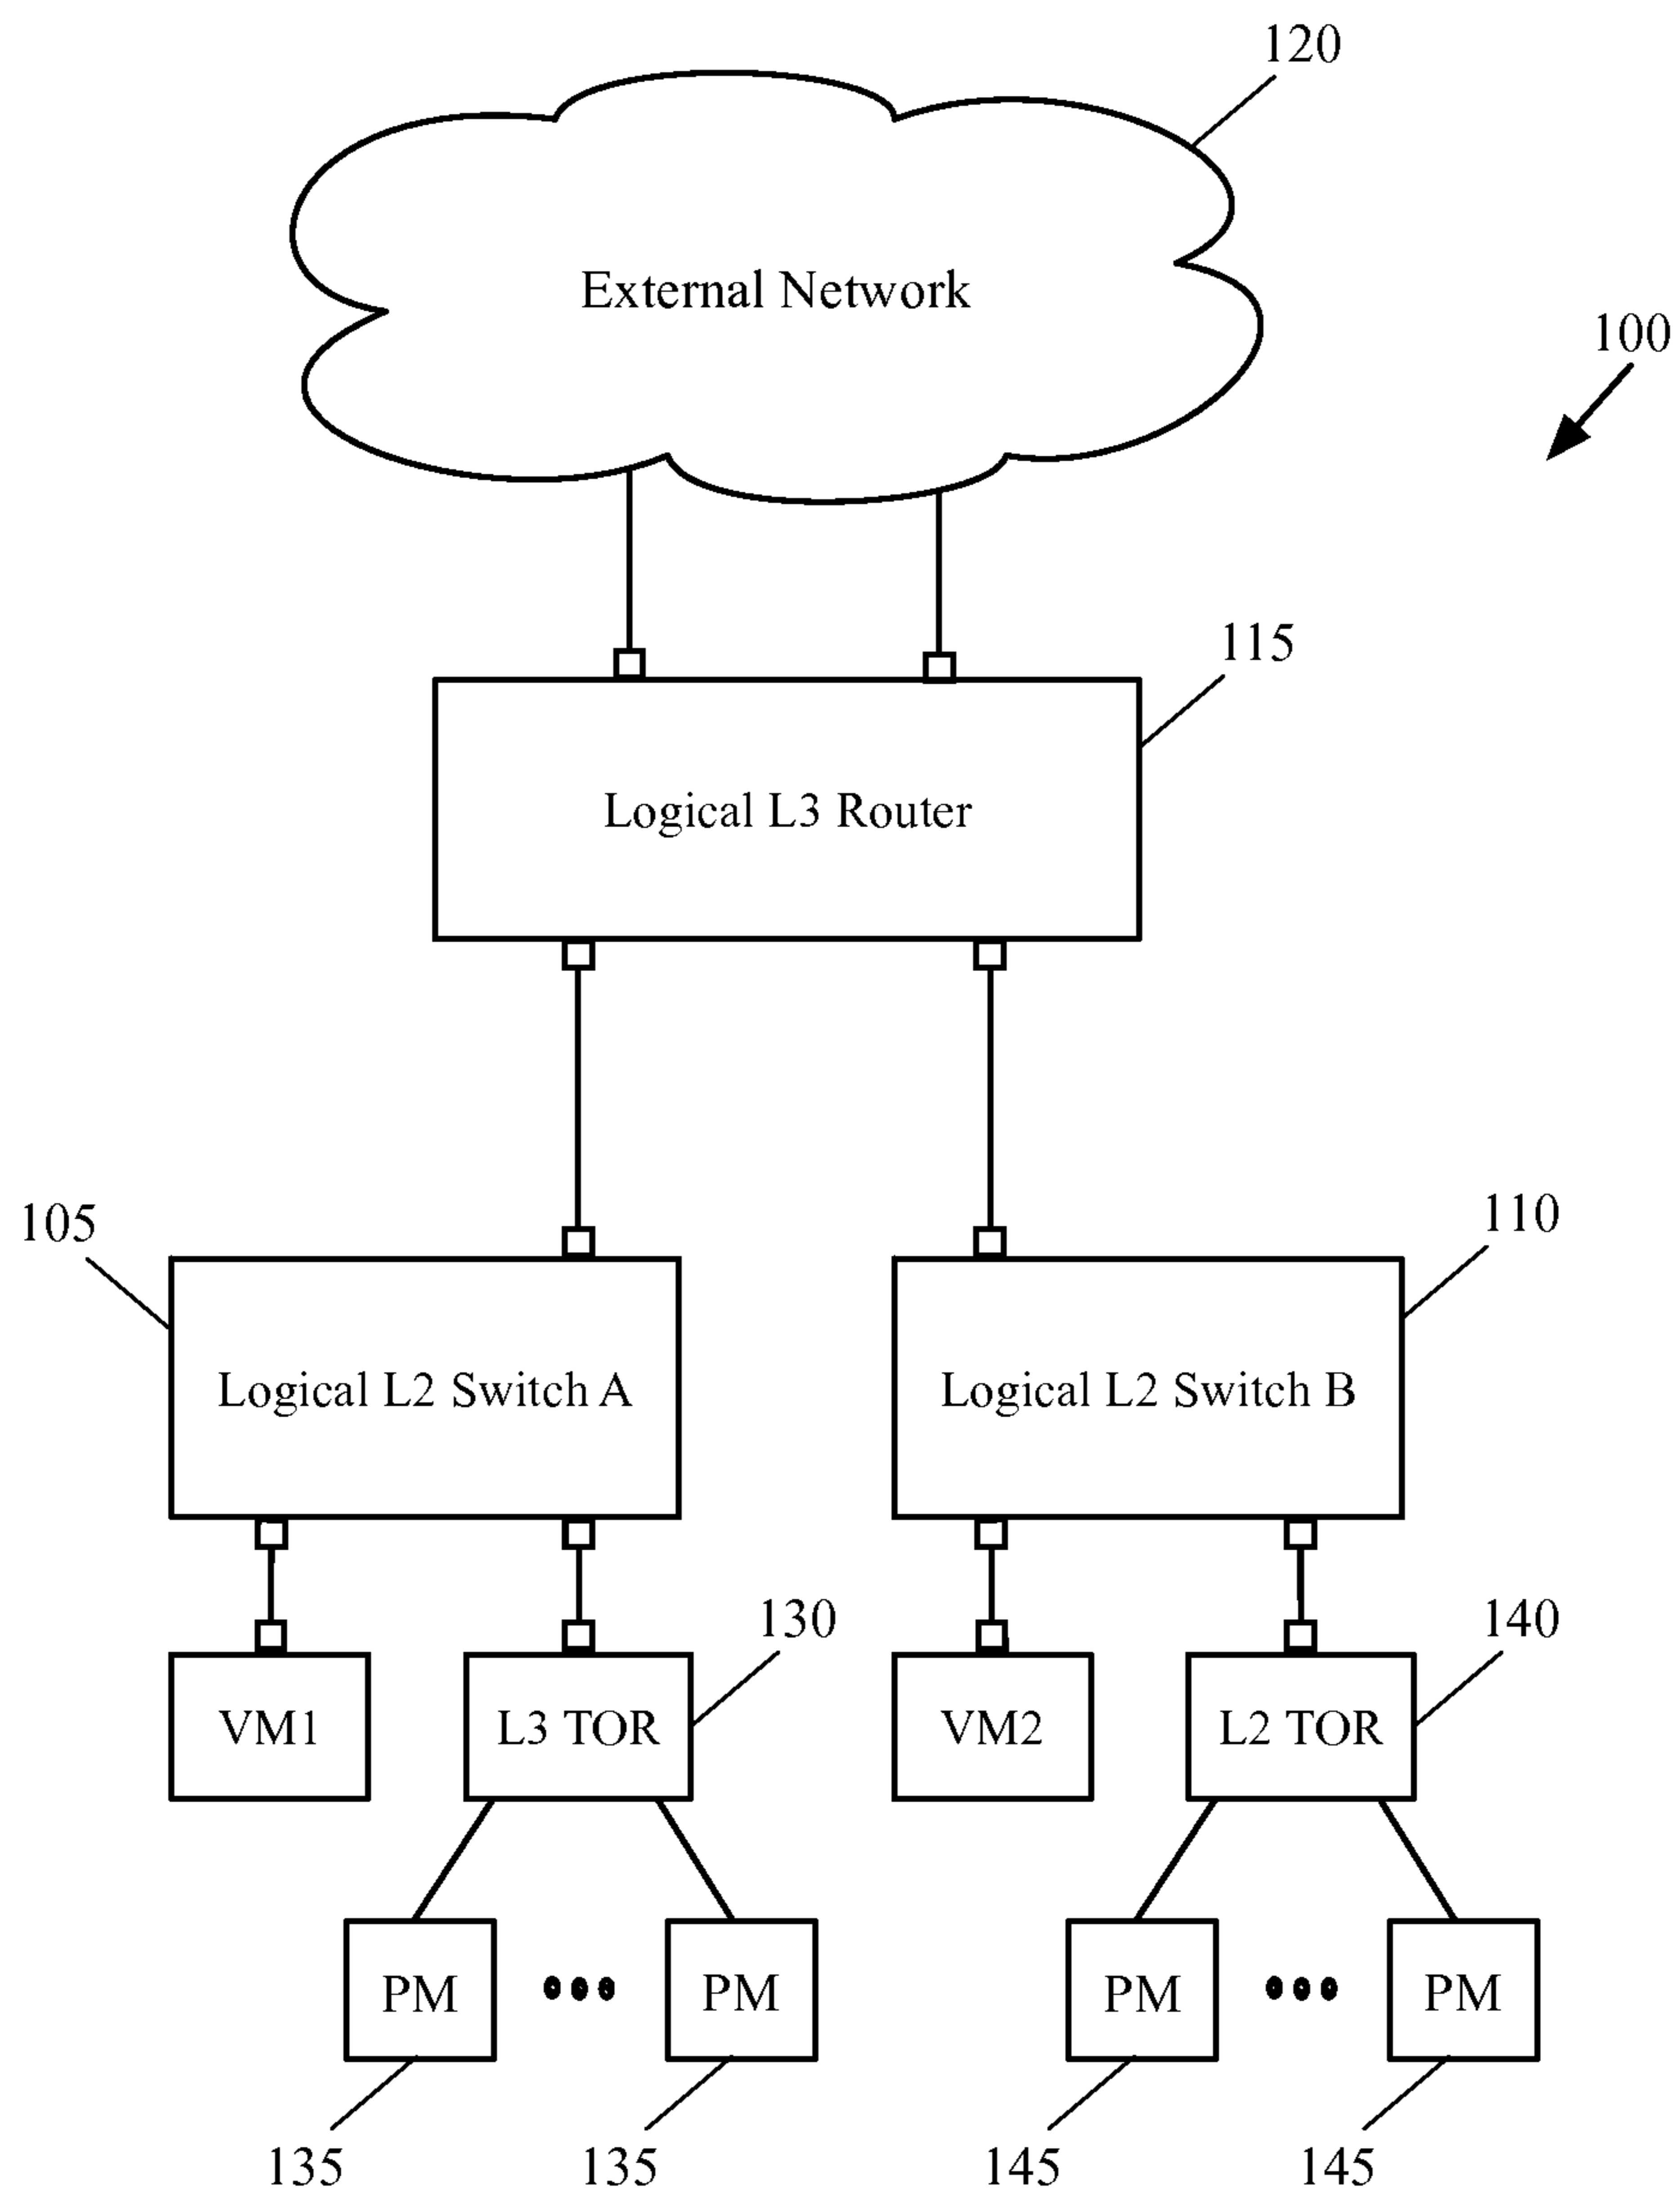 120
External Network
100
115
Logical L3 Router
105
110
Logical L2 Switch A
Logical L2 Switch B
130
140
VM1
L3 TOR
VM2
L2 TOR
PM
PM
PM
PM
135
135
145
145